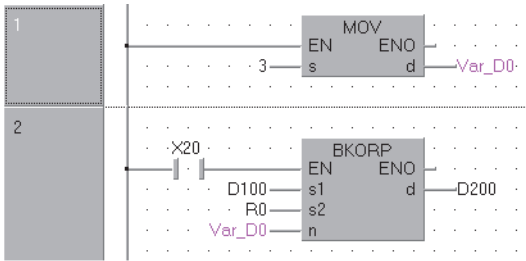 1
MOV
EN ENO
3 s d Var_D0
2
X20
BKORP
EN ENO
D100 s1 d D200
R0 s2
Var_D0 n